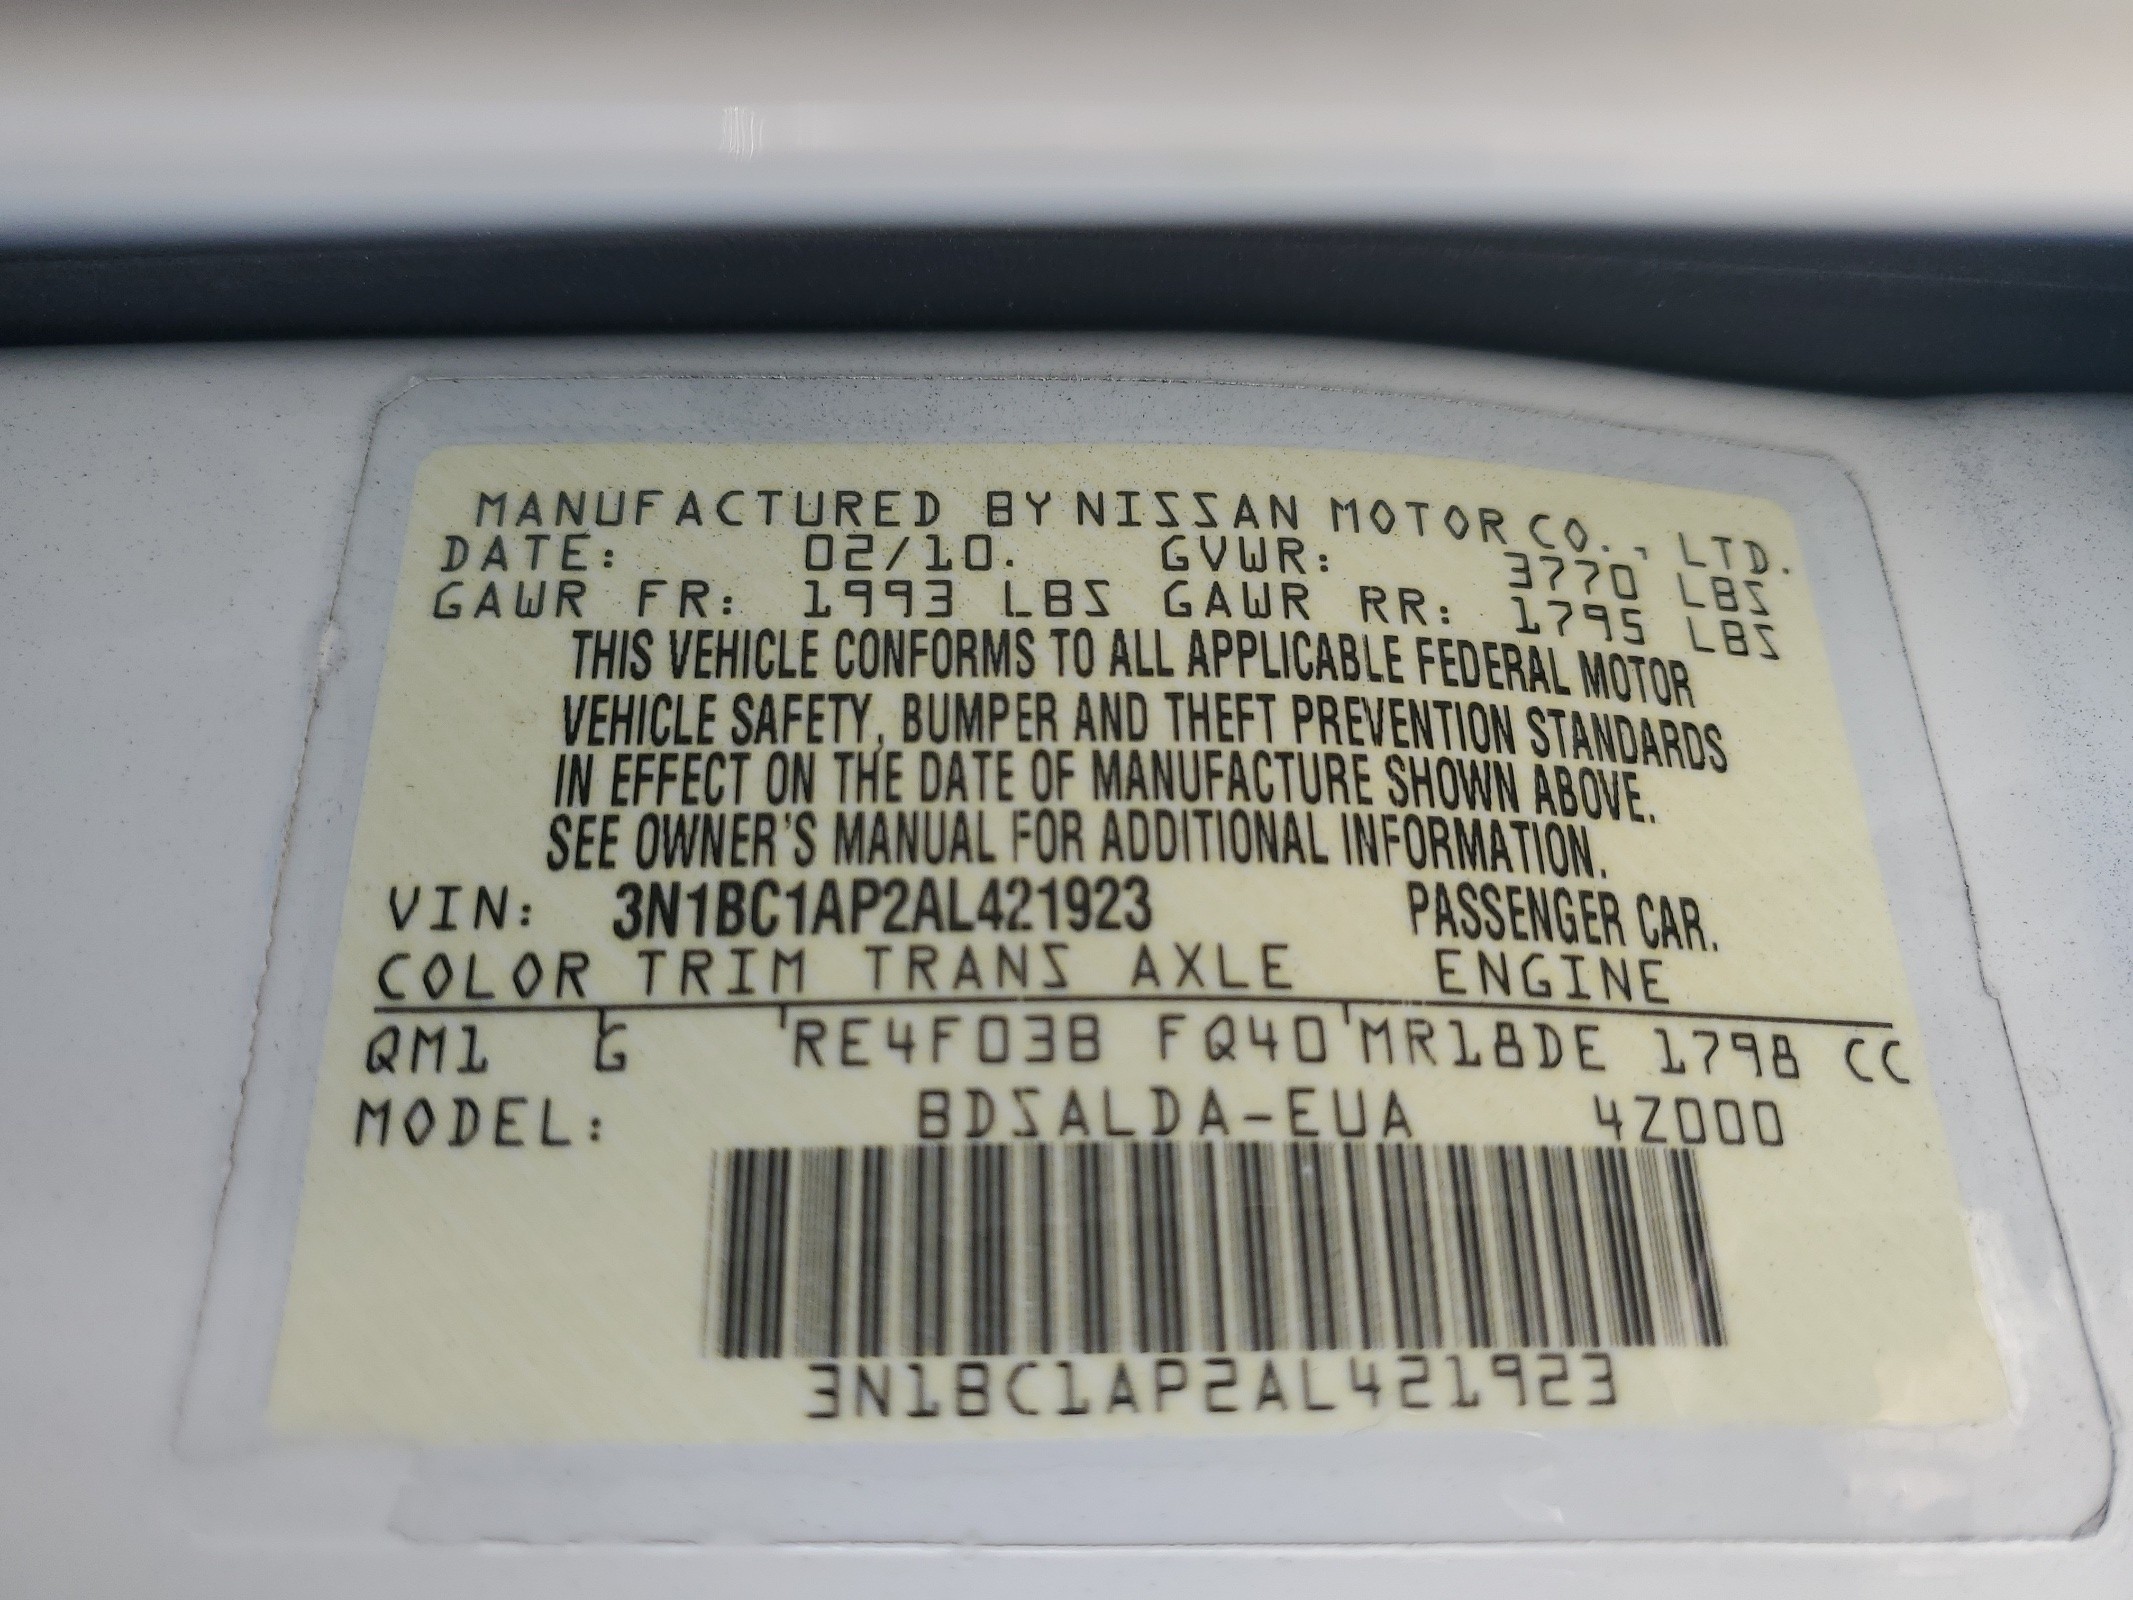 MANUFACTURED BY NISSAN MOTOR CO., LTD.
DATE: 02/10. GVWR: 3770 LBS
GAWR FR: 1993 LBS GAWR RR: 1795 LBS
THIS VEHICLE CONFORMS TO ALL APPLICABLE FEDERAL MOTOR
VEHICLE SAFETY, BUMPER AND THEFT PREVENTION STANDARDS
IN EFFECT ON THE DATE OF MANUFACTURE SHOWN ABOVE.
SEE OWNER'S MANUAL FOR ADDITIONAL INFORMATION.
VIN: 3N1BC1AP2AL421923 PASSENGER CAR.
COLOR TRIM TRANS AXLE ENGINE
QM1 G RE4F03B FQ40 MR18DE 1798 CC
MODEL: BDSALDA-EUA 4Z000
3N1BC1AP2AL421923